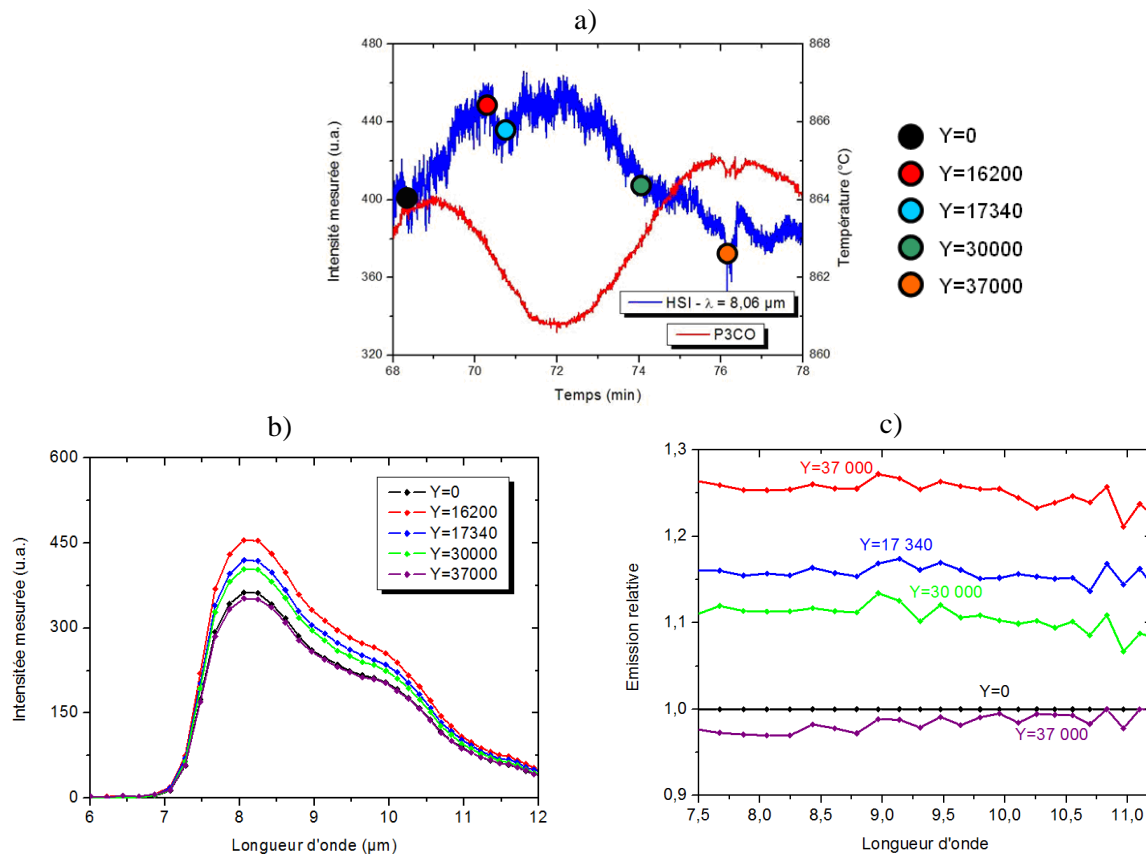 a)
480
440
400
360
320
868
866
864
862
860
68
70
72
74
76
78
Intensité mesurée (u.a.)
Température (°C)
Temps (min)
HSI - λ = 8,06 µm
P3CO
Y=0
Y=16200
Y=17340
Y=30000
Y=37000
b)
600
450
300
150
0
6
7
8
9
10
11
12
Intensitée mesurée (u.a.)
Longueur d'onde (µm)
Y=0
Y=16200
Y=17340
Y=30000
Y=37000
c)
1,3
1,2
1,1
1,0
0,9
7,5
8,0
8,5
9,0
9,5
10,0
10,5
11,0
Emission relative
Longueur d'onde
Y=37 000
Y=17 340
Y=30 000
Y=0
Y=37 000